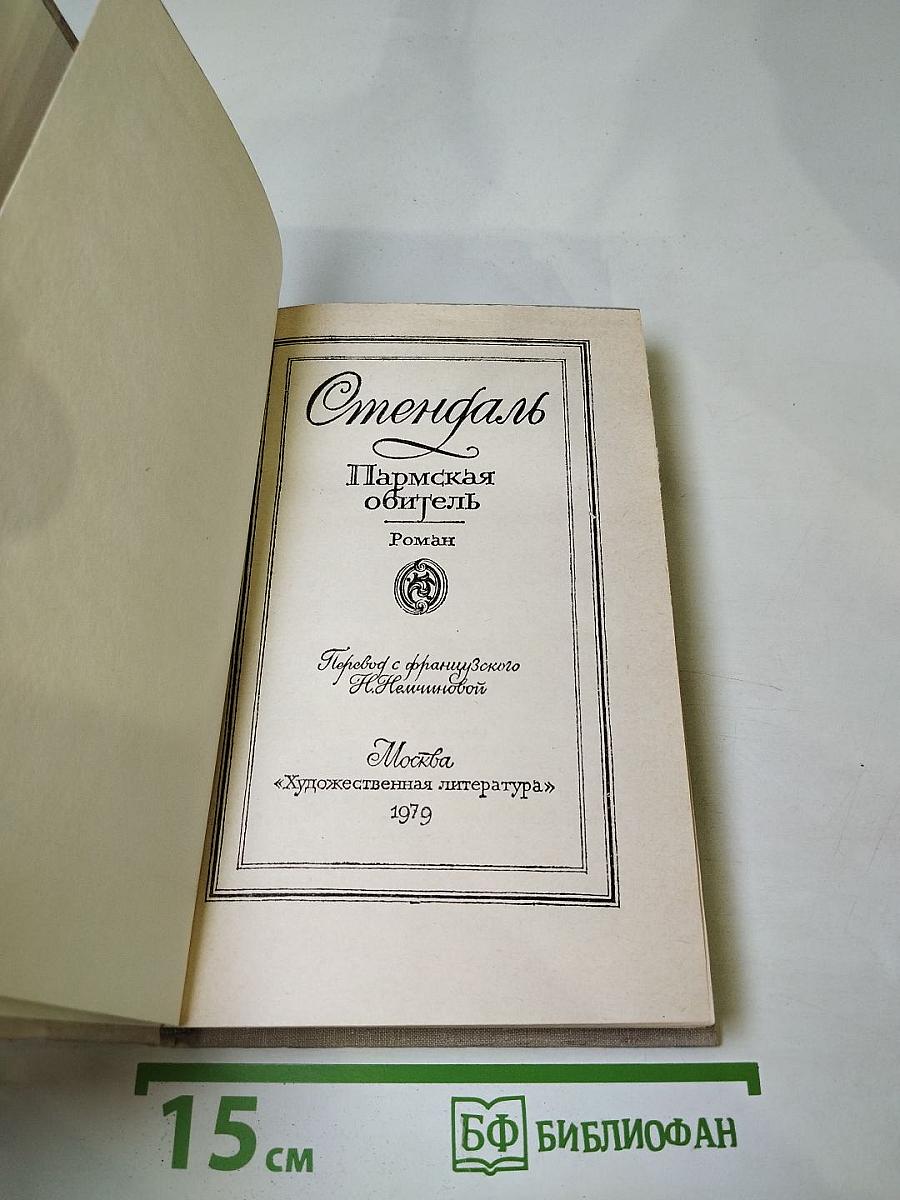 Стендаль
Пармская
обитель
Роман
Перевод с французского
Н.Немчиновой
Москва
«Художественная литература»
1979
15 см
БФ БИБЛИОФАН